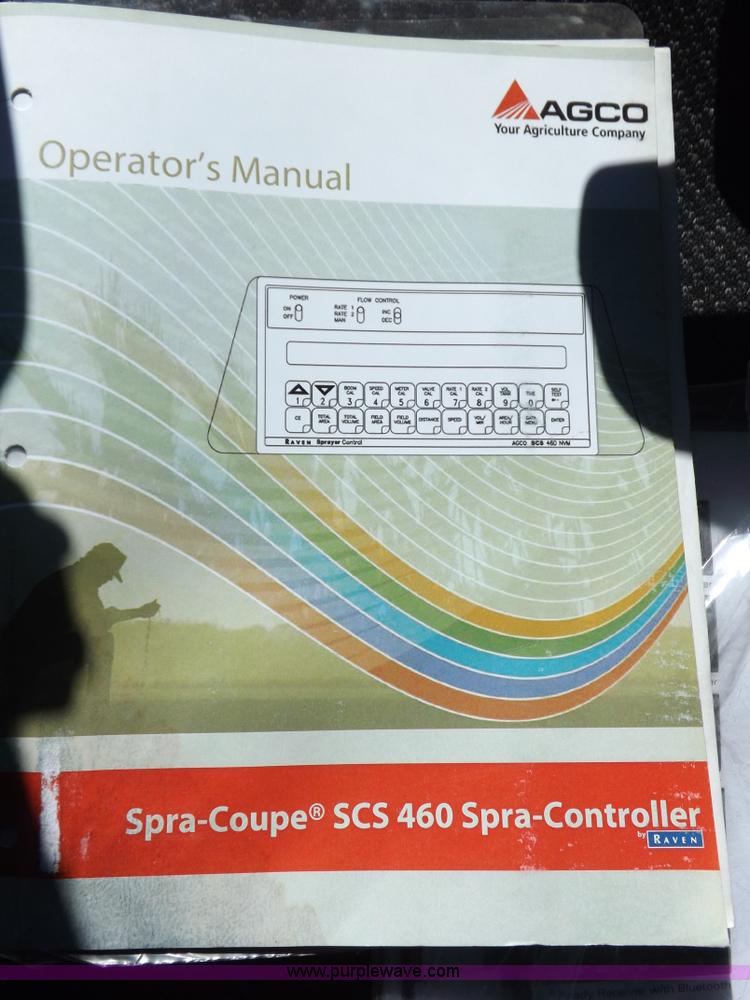 AGCO
Your Agriculture Company
Operator's Manual
POWER
ON
OFF
FLOW CONTROL
RATE 1
RATE 2
MAN
INC
DEC
1
2
BOOM CAL 3
SPEED CAL 4
METER CAL 5
VALVE CAL 6
RATE 1 CAL 7
RATE 2 CAL 8
VOL TANK 9
TIME 0
SELF TEST
CE
TOTAL AREA
TOTAL VOLUME
FIELD AREA
FIELD VOLUME
DISTANCE
SPEED
VOL/MIN
AREA/HOUR
DATA MENU
ENTER
RAVEN Sprayer Control
AGCO SCS 460 NVM
Spra-Coupe® SCS 460 Spra-Controller
by RAVEN
www.purplewave.com
Receiver with Bluetooth